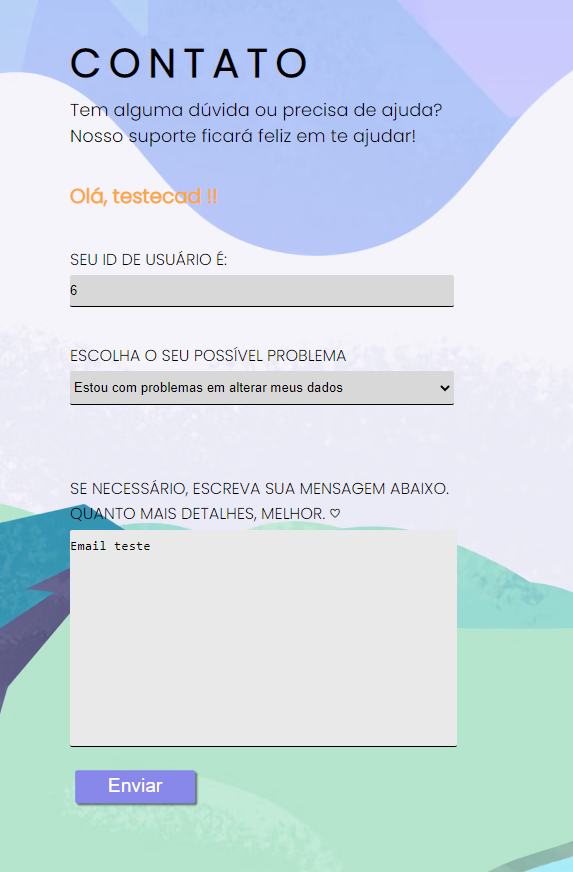 CONTATO
Tem alguma dúvida ou precisa de ajuda?
Nosso suporte ficará feliz em te ajudar!
Olá, testecad !!
SEU ID DE USUÁRIO É:
6
ESCOLHA O SEU POSSÍVEL PROBLEMA
Estou com problemas em alterar meus dados
SE NECESSÁRIO, ESCREVA SUA MENSAGEM ABAIXO.
QUANTO MAIS DETALHES, MELHOR. ♡
Email teste
Enviar